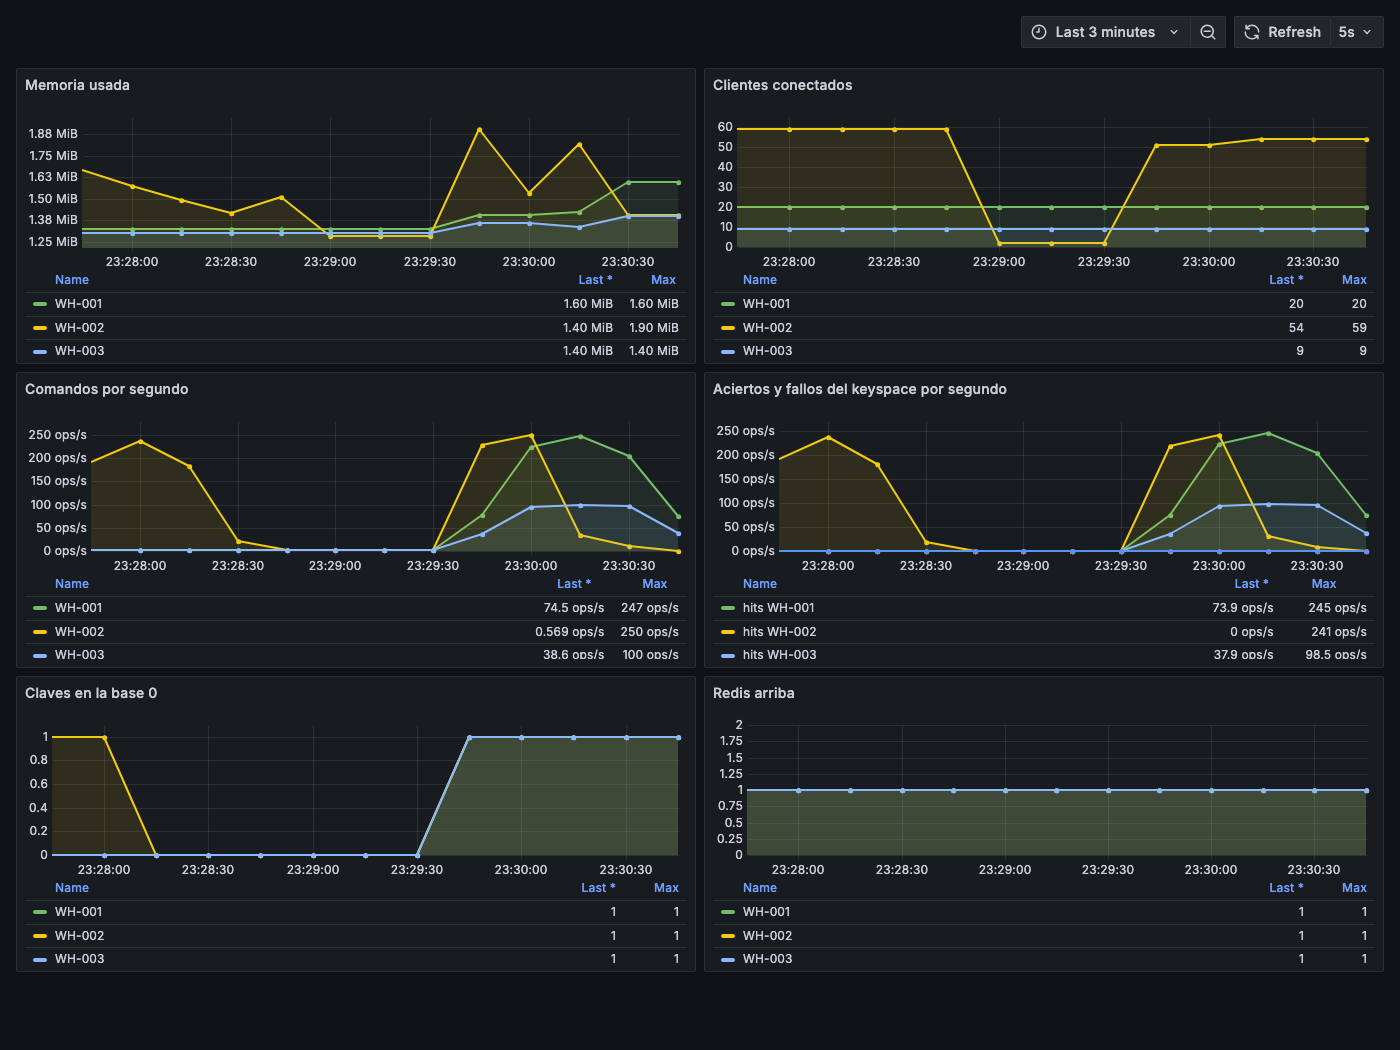 Last 3 minutes Refresh 5s
Memoria usada
1.88 MiB
1.75 MiB
1.63 MiB
1.50 MiB
1.38 MiB
1.25 MiB
23:28:00 23:28:30 23:29:00 23:29:30 23:30:00 23:30:30
Name Last * Max
WH-001 1.60 MiB 1.60 MiB
WH-002 1.40 MiB 1.90 MiB
WH-003 1.40 MiB 1.40 MiB
Clientes conectados
60
50
40
30
20
10
0
23:28:00 23:28:30 23:29:00 23:29:30 23:30:00 23:30:30
Name Last * Max
WH-001 20 20
WH-002 54 59
WH-003 9 9
Comandos por segundo
250 ops/s
200 ops/s
150 ops/s
100 ops/s
50 ops/s
0 ops/s
23:28:00 23:28:30 23:29:00 23:29:30 23:30:00 23:30:30
Name Last * Max
WH-001 74.5 ops/s 247 ops/s
WH-002 0.569 ops/s 250 ops/s
WH-003 38.6 ops/s 100 ops/s
Aciertos y fallos del keyspace por segundo
250 ops/s
200 ops/s
150 ops/s
100 ops/s
50 ops/s
0 ops/s
23:28:00 23:28:30 23:29:00 23:29:30 23:30:00 23:30:30
Name Last * Max
hits WH-001 73.9 ops/s 245 ops/s
hits WH-002 0 ops/s 241 ops/s
hits WH-003 37.9 ops/s 98.5 ops/s
Claves en la base 0
1
0.8
0.6
0.4
0.2
0
23:28:00 23:28:30 23:29:00 23:29:30 23:30:00 23:30:30
Name Last * Max
WH-001 1 1
WH-002 1 1
WH-003 1 1
Redis arriba
2
1.75
1.5
1.25
1
0.75
0.5
0.25
0
23:28:00 23:28:30 23:29:00 23:29:30 23:30:00 23:30:30
Name Last * Max
WH-001 1 1
WH-002 1 1
WH-003 1 1